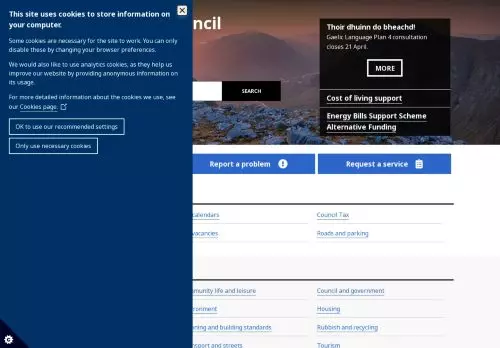 This site uses cookies to store information on
your computer.
Some cookies are necessary for the site to work. You can only
disable these by changing your browser preferences.
We would also like to use analytics cookies, as they help us
improve our website by providing anonymous information on
its usage.
For more detailed information about the cookies we use, see
our Cookies page.
OK to use our recommended settings
Only use necessary cookies
SEARCH
Thoir dhuinn do bheachd!
Gaelic Language Plan 4 consultation
closes 21 April.
MORE
Cost of living support
Energy Bills Support Scheme
Alternative Funding
Report a problem
Request a service
calendars
Council Tax
vacancies
Roads and parking
life and leisure
Council and government
Housing
and building standards
Rubbish and recycling
and streets
Tourism